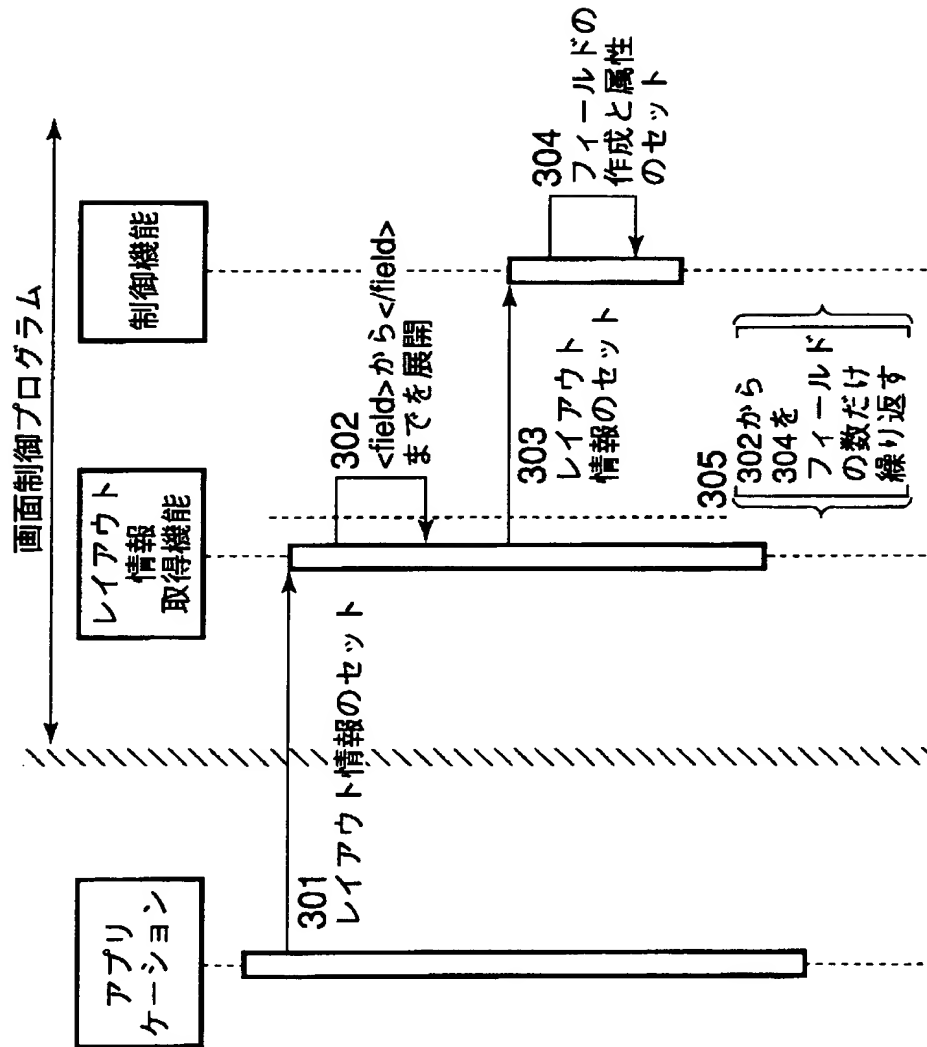 画面制御プログラム
アプリ
ケーション
レイアウト
情報
取得機能
制御機能
301
レイアウト情報のセット
302
<field>から</field>
までを展開
303
レイアウト
情報のセット
304
フィールドの
作成と属性
のセット
305
302から
304を
フィールド
の数だけ
繰り返す